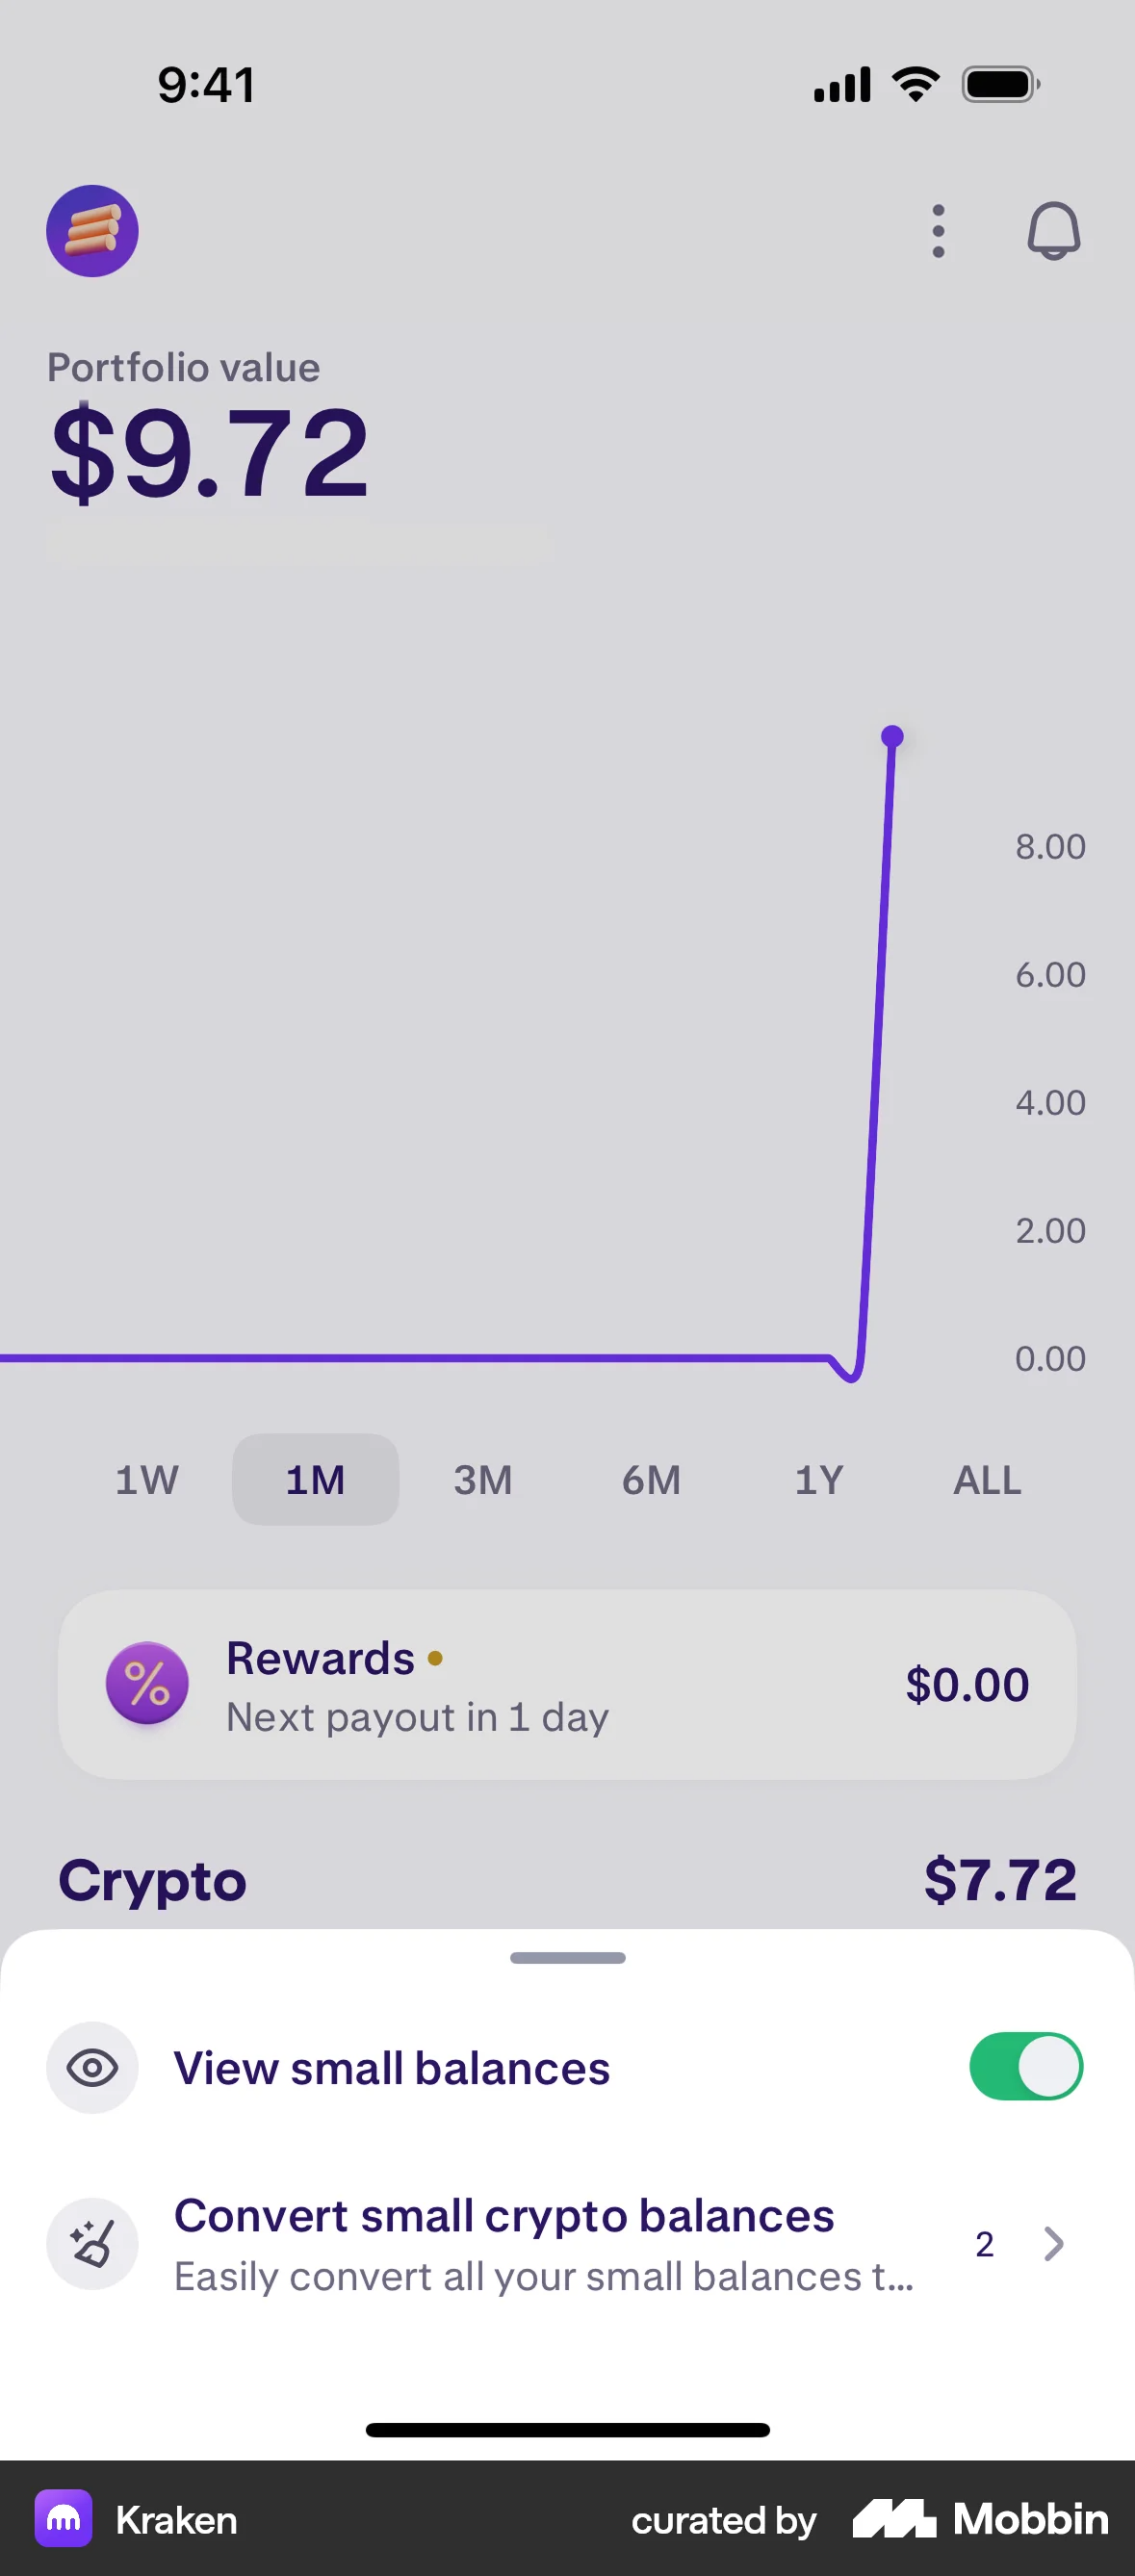 9:41
Portfolio value
$9.72
8.00
6.00
4.00
2.00
0.00
1W 1M 3M 6M 1Y ALL
Rewards
Next payout in 1 day
$0.00
Crypto $7.72
View small balances
Convert small crypto balances
Easily convert all your small balances t...
2
Kraken curated by Mobbin